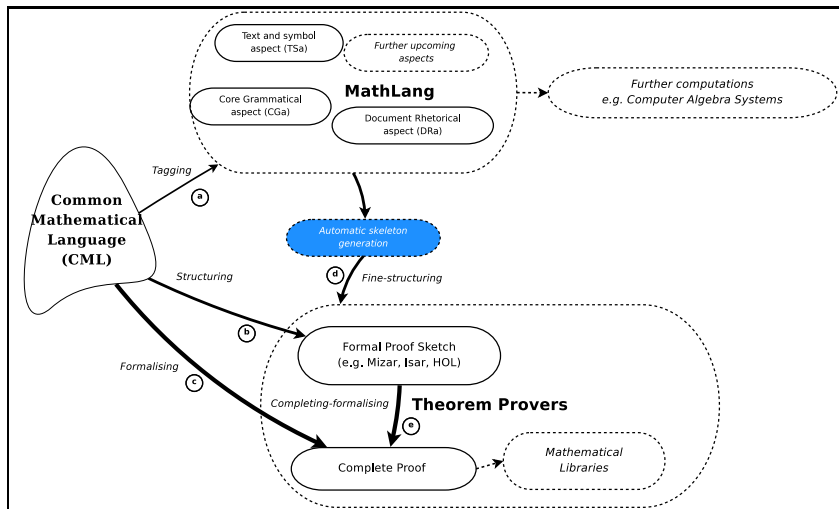 Text and symbol
aspect (TSa)
Further upcoming
aspects
MathLang
Core Grammatical
aspect (CGa)
Document Rhetorical
aspect (DRa)
Further computations
e.g. Computer Algebra Systems
Tagging
a
Common
Mathematical
Language
(CML)
Automatic skeleton
generation
Structuring
d
Fine-structuring
b
Formal Proof Sketch
(e.g. Mizar, Isar, HOL)
Formalising
c
Completing-formalising
Theorem Provers
e
Complete Proof
Mathematical
Libraries